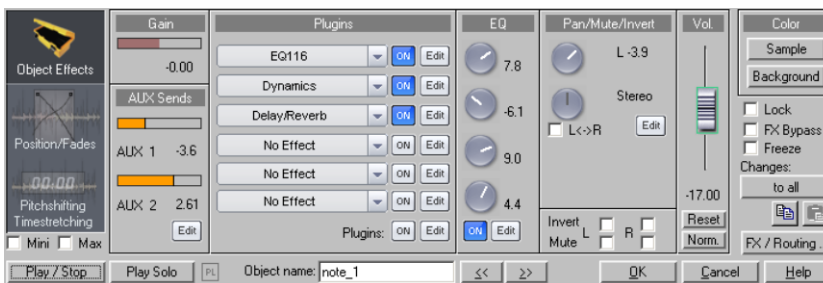 Object Effects
Position/Fades
00:00
Pitchshifting
Timestretching
Mini Max
Gain
-0.00
AUX Sends
AUX 1 -3.6
AUX 2 2.61
Edit
Plugins
EQ116 ON Edit
Dynamics ON Edit
Delay/Reverb ON Edit
No Effect ON Edit
No Effect ON Edit
No Effect ON Edit
Plugins: ON Edit
EQ
7.8
-6.1
9.0
4.4
ON Edit
Pan/Mute/Invert
L -3.9
Stereo
L<->R Edit
Invert
Mute L R
Vol.
-17.00
Reset
Norm.
Color
Sample
Background
Lock
FX Bypass
Freeze
Changes:
to all
FX / Routing .
Play / Stop Play Solo PL Object name: note_1 << >> OK Cancel Help